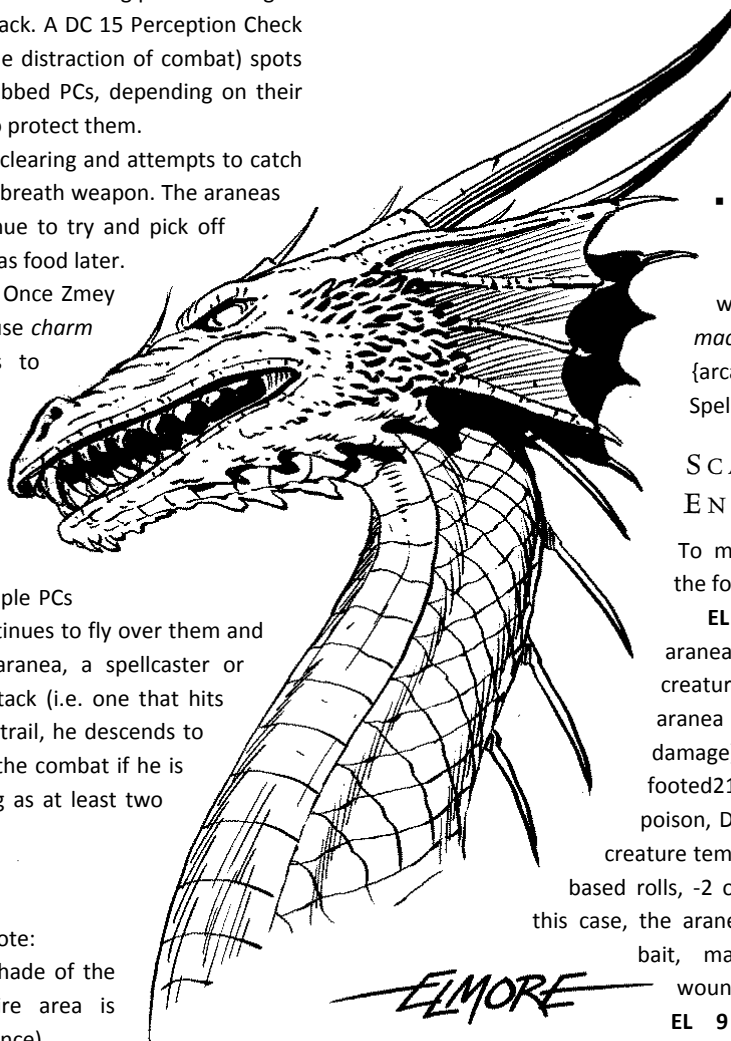 ack. A DC 15 Perception Check
e distraction of combat) spots
bbed PCs, depending on their
o protect them.
clearing and attempts to catch
breath weapon. The araneas
nue to try and pick off
as food later.
Once Zmey
use charm
s to
ple PCs
tinues to fly over them and
aranea, a spellcaster or
tack (i.e. one that hits
trail, he descends to
the combat if he is
g as at least two
ote:
hade of the
ire area is
nce)
▪
w
mac
{arca
Spel
SCA
EN
To m
the fo
EL
aranea
creatur
aranea
damage
footed21
poison, D
creature tem
based rolls, -2 o
this case, the arane
bait, ma
woun
EL 9
ELMORE